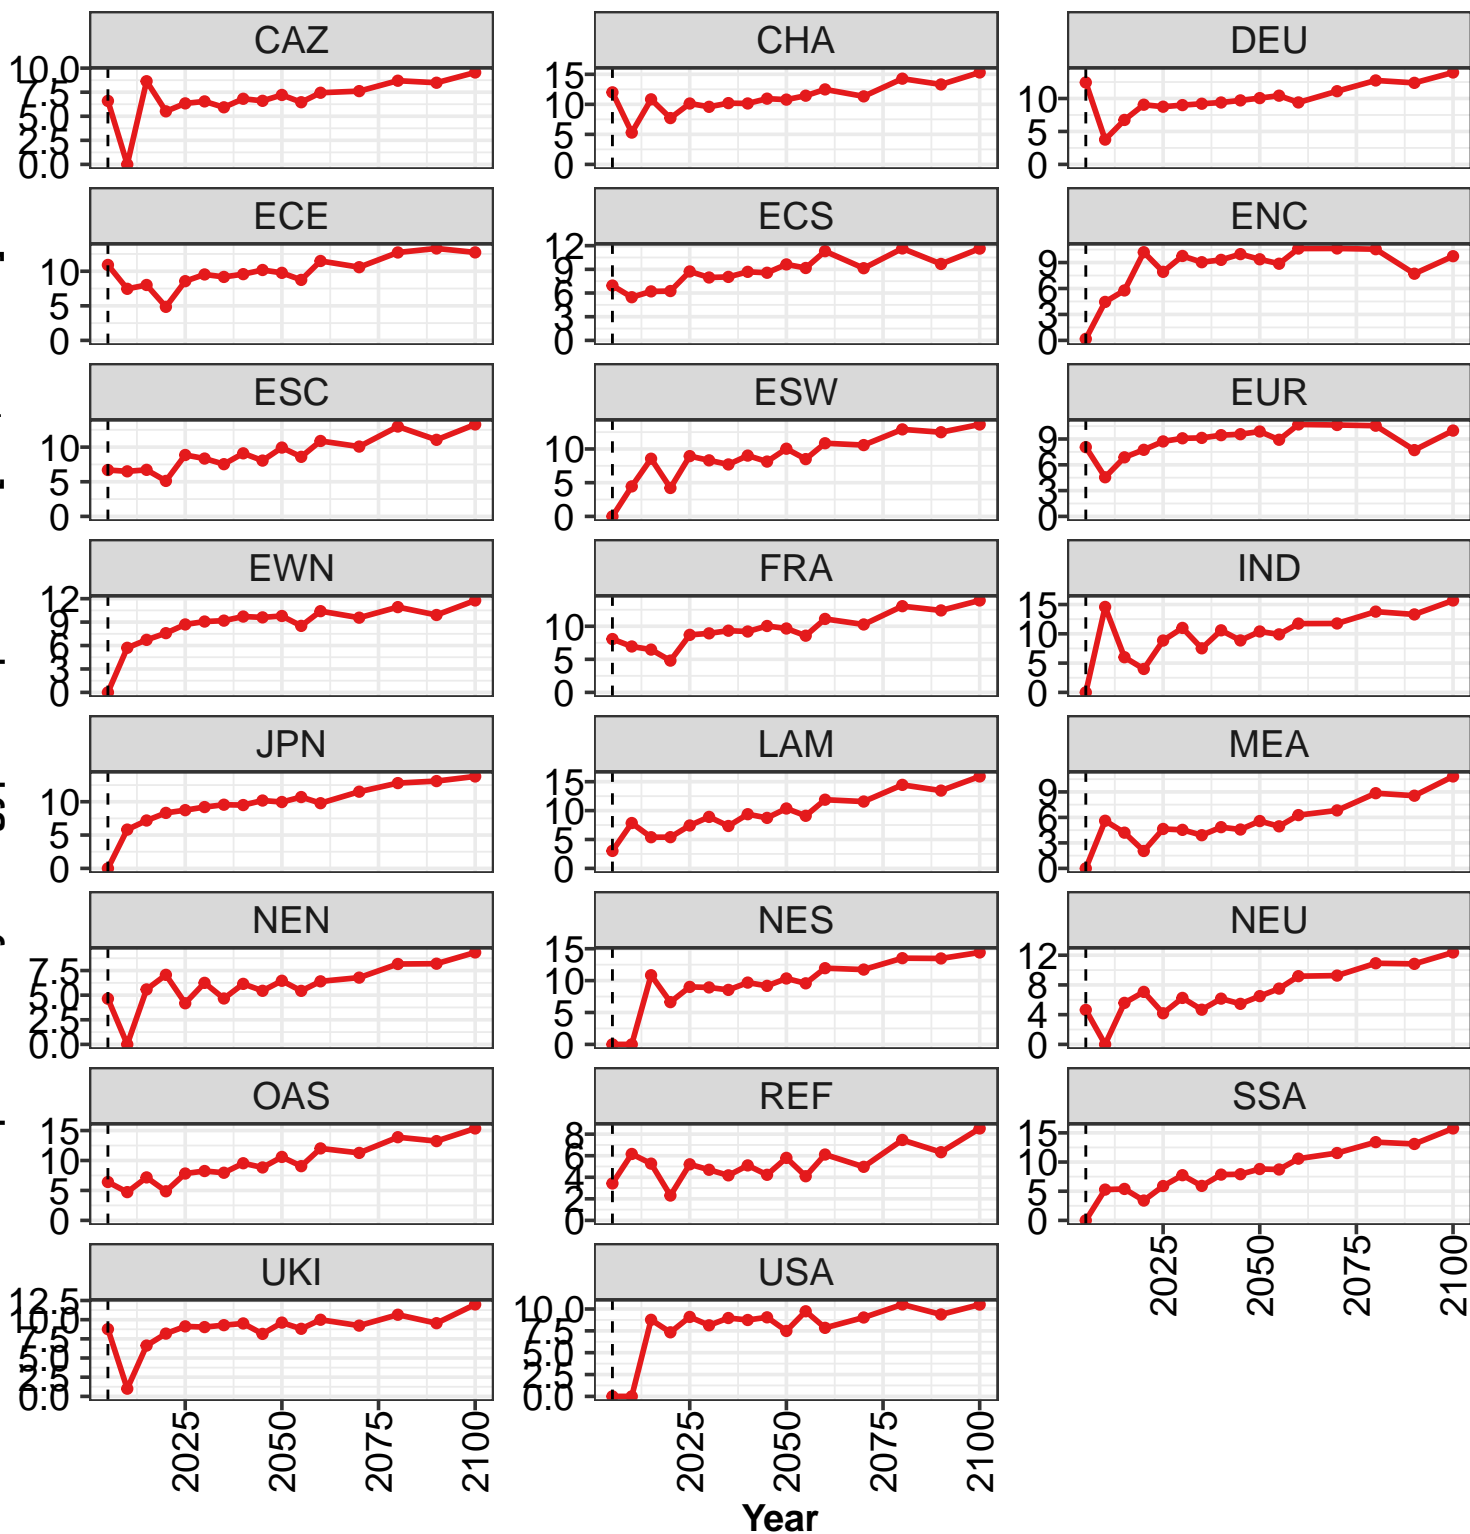 CAZ CHA DEU
10.0 7.5 5.0 2.5 0.0
15 10 5 0
10 5 0
ECE ECS ENC
10 5 0
12 9 6 3 0
9 6 3 0
ESC ESW EUR
10 5 0
10 5 0
9 6 3 0
EWN FRA IND
12 9 6 3 0
10 5 0
15 10 5 0
JPN LAM MEA
10 5 0
15 10 5 0
9 6 3 0
NEN NES NEU
7.5 5.0 2.5 0.0
15 10 5 0
12 8 4 0
OAS REF SSA
15 10 5 0
8 6 4 2 0
15 10 5 0
2025 2050 2075 2100
UKI USA
12.5 10.0 7.5 5.0 2.5 0.0
10.0 7.5 5.0 2.5 0.0
2025 2050 2075 2100
2025 2050 2075 2100
Year